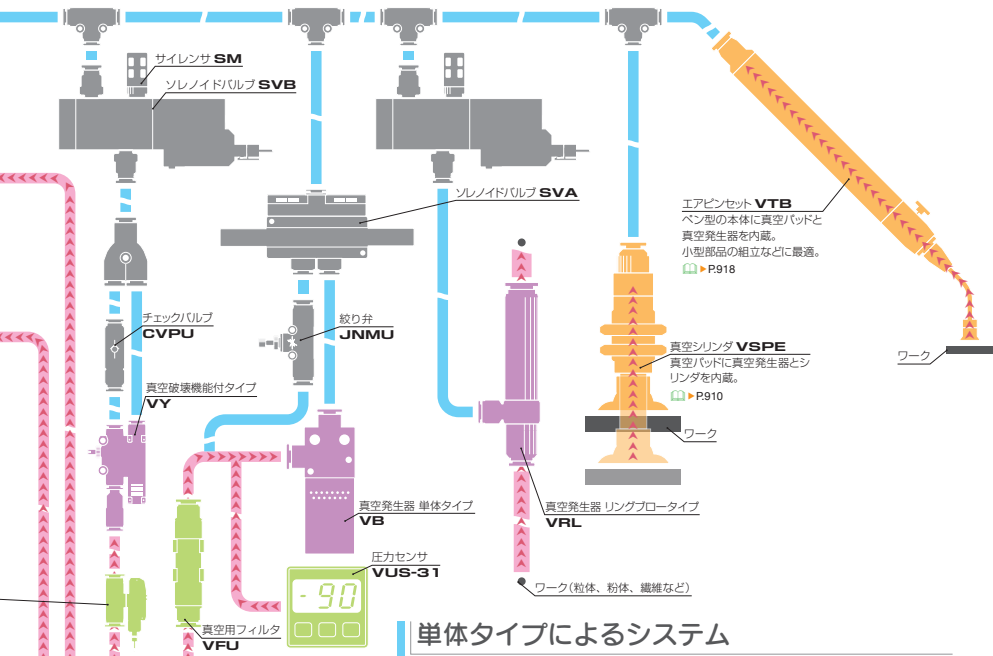 サイレンサ SM
ソレノイドバルブ SVB
ソレノイドバルブ SVA
エアピンセット VTB
ペン型の本体に真空パッドと
真空発生器を内蔵。
小型部品の組立などに最適。
P.918
チェックバルブ
CVPU
絞り弁
JNMU
真空シリンダ VSPE
真空パッドに真空発生器とシ
リンダを内蔵。
P.910
ワーク
真空破壊機能付タイプ
VY
ワーク
真空発生器 単体タイプ
VB
真空発生器 リングブロータイプ
VRL
圧力センサ
VUS-31
-90
ワーク(粒体、粉体、繊維など)
真空用フィルタ
VFU
単体タイプによるシステム